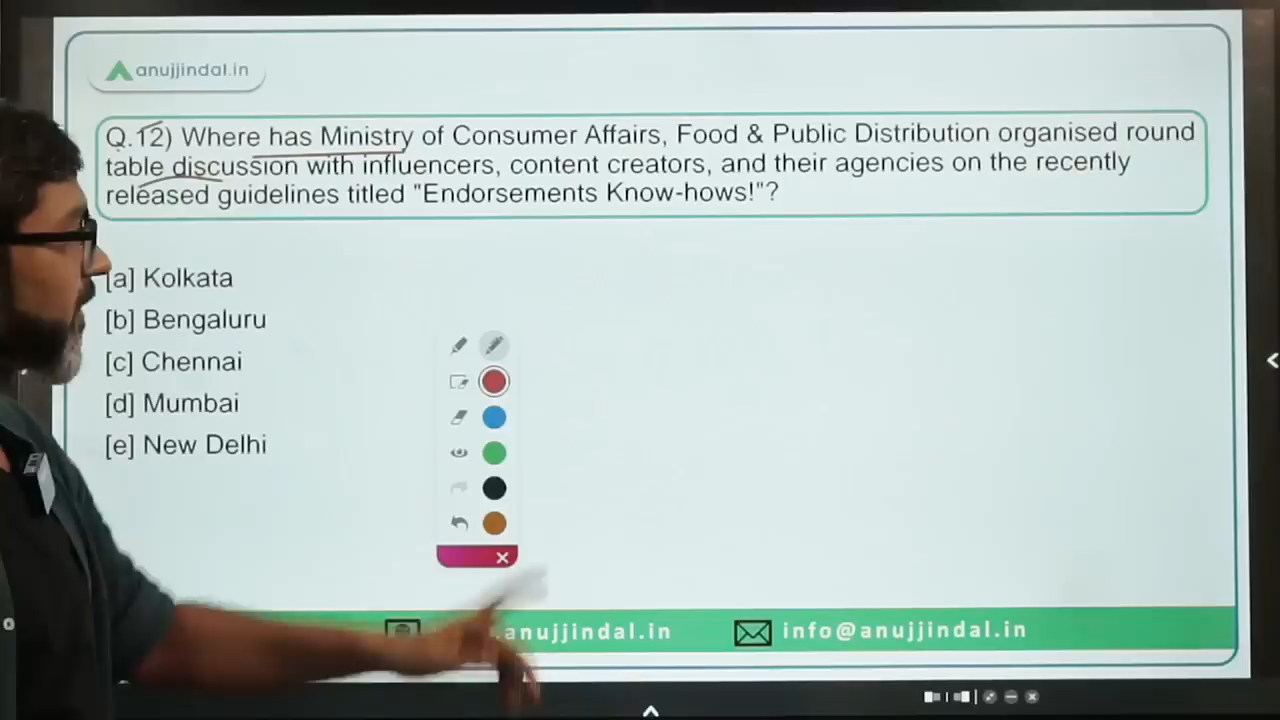 anujjindal.in
Q.12) Where has Ministry of Consumer Affairs, Food & Public Distribution organised round
table discussion with influencers, content creators, and their agencies on the recently
released guidelines titled "Endorsements Know-hows!"?
[a] Kolkata
[b] Bengaluru
[c] Chennai
[d] Mumbai
[e] New Delhi
.anujjindal.in
info@anujjindal.in